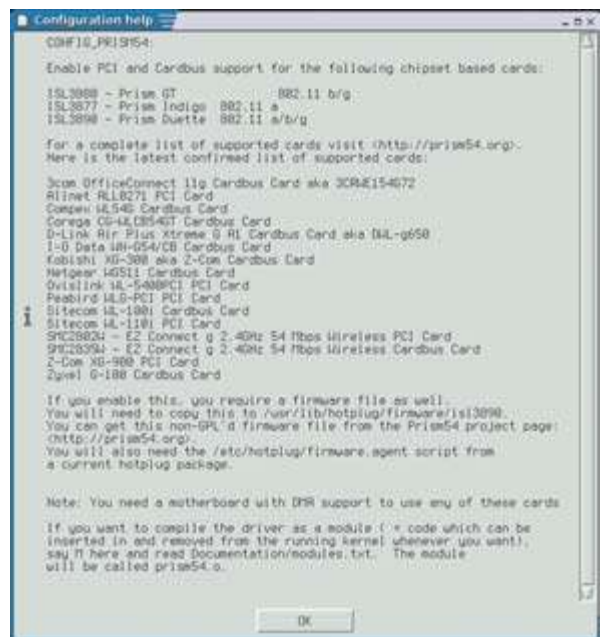 Configuration help
CONFIG_PRISM54:
Enable PCI and Cardbus support for the following chipset based cards:
ISL3880 - Prism GT 802.11 b/g
ISL3877 - Prism Indigo 802.11 a
ISL3890 - Prism Duette 802.11 a/b/g
For a complete list of supported cards visit <http://prism54.org>.
Here is the latest confirmed list of supported cards:
3com OfficeConnect 11g Cardbus Card aka 3CRWE154G72
Allnet ALL0271 PCI Card
Compex WL54G Cardbus Card
Corega CG-WLCB54GT Cardbus Card
D-Link Air Plus Xtreme G A1 Cardbus Card aka DWL-g650
I-O Data WN-G54/CB Cardbus Card
Kobishi XG-300 aka Z-Com Cardbus Card
Netgear WG511 Cardbus Card
Ovislink WL-5400PCI PCI Card
Peabird WLG-PCI PCI Card
Sitecom WL-100i Cardbus Card
Sitecom WL-110i PCI Card
SMC2802W - EZ Connect g 2.4GHz 54 Mbps Wireless PCI Card
SMC2835W - EZ Connect g 2.4GHz 54 Mbps Wireless Cardbus Card
Z-Com XG-900 PCI Card
Zyxel G-100 Cardbus Card
i
If you enable this, you require a firmware file as well.
You will need to copy this to /usr/lib/hotplug/firmware/isl3890.
You can get this non-GPL'd firmware file from the Prism54 project page:
<http://prism54.org>
You will also need the /etc/hotplug/firmware.agent script from
a current hotplug package.
Note: You need a motherboard with DMA support to use any of these cards
If you want to compile the driver as a module ( = code which can be
inserted in and removed from the running kernel whenever you want),
say M here and read Documentation/modules.txt. The module
will be called prism54.o.
OK